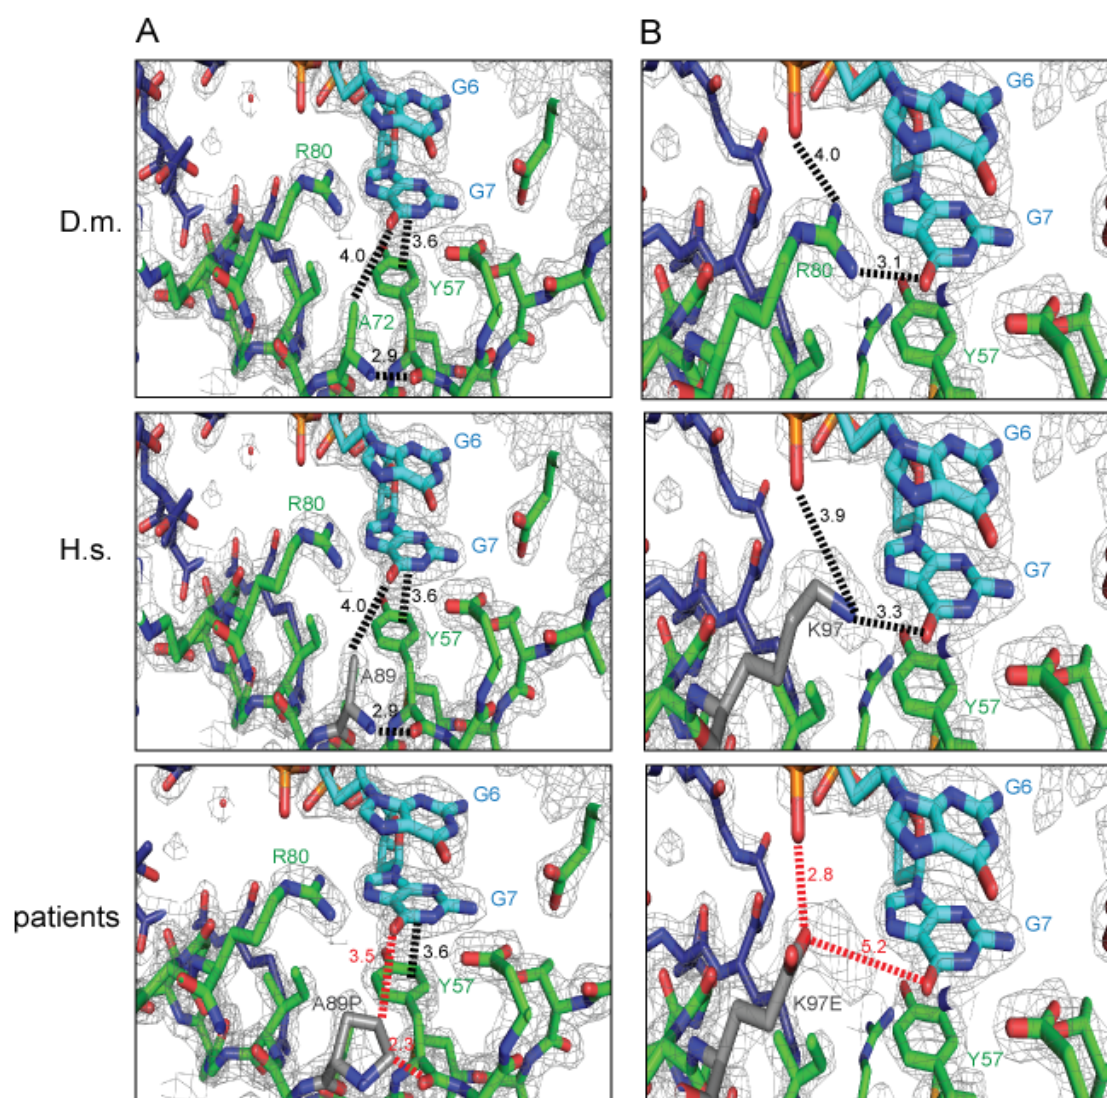 A
B
D.m.
R80
G6
G7
4.0
3.6
Y57
A72
2.9
G6
4.0
G7
R80
3.1
Y57
H.s.
G6
R80
G7
4.0
3.6
Y57
A89
2.9
G6
3.9
G7
K97
3.3
Y57
patients
G6
R80
G7
3.5
3.6
Y57
A89P
2.3
G6
2.8
G7
5.2
K97E
Y57